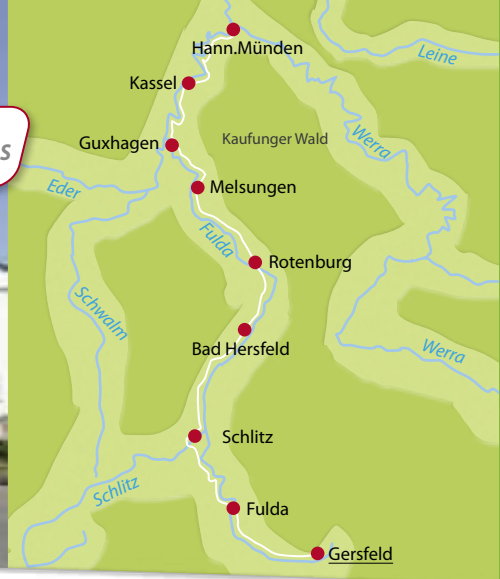 Hann.Münden
Leine
Kassel
Guxhagen
Kaufunger Wald
Werra
S
Eder
Melsungen
Fulda
Rotenburg
Schwalm
Bad Hersfeld
Werra
Schlitz
Schlitz
Fulda
Gersfeld